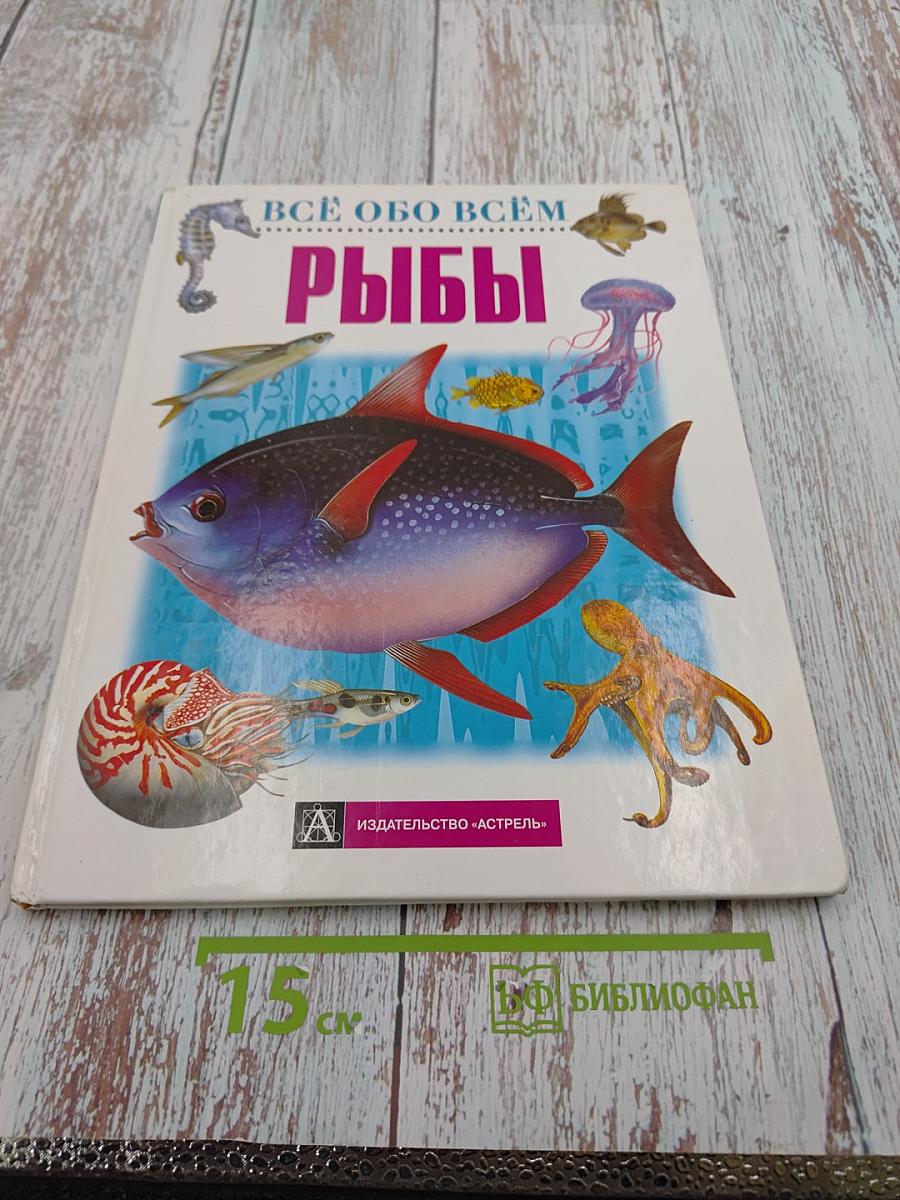 ВСЁ ОБО ВСЁМ
РЫБЫ
А
ИЗДАТЕЛЬСТВО «АСТРЕЛЬ»
15 см
БФ БИБЛИОФАН